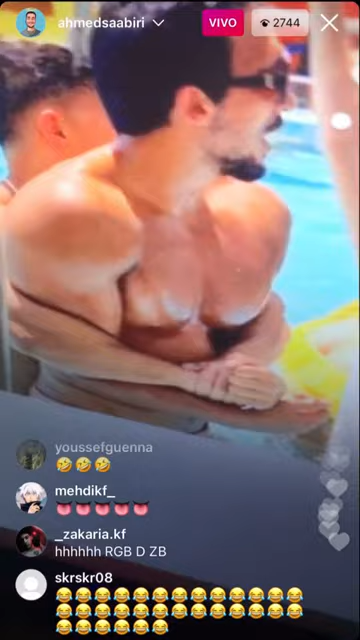 ahmedsaabiri
VIVO
2744
youssefguenna
🤣🤣🤣
mehdikf_
👅👅👅👅👅
_zakaria.kf
hhhhhh RGB D ZB
skrskr08
😂😂😂😂😂😂😂😂😂😂😂😂😂
😂😂😂😂😂😂😂😂😂😂😂😂😂
😂😂😂😂😂😂